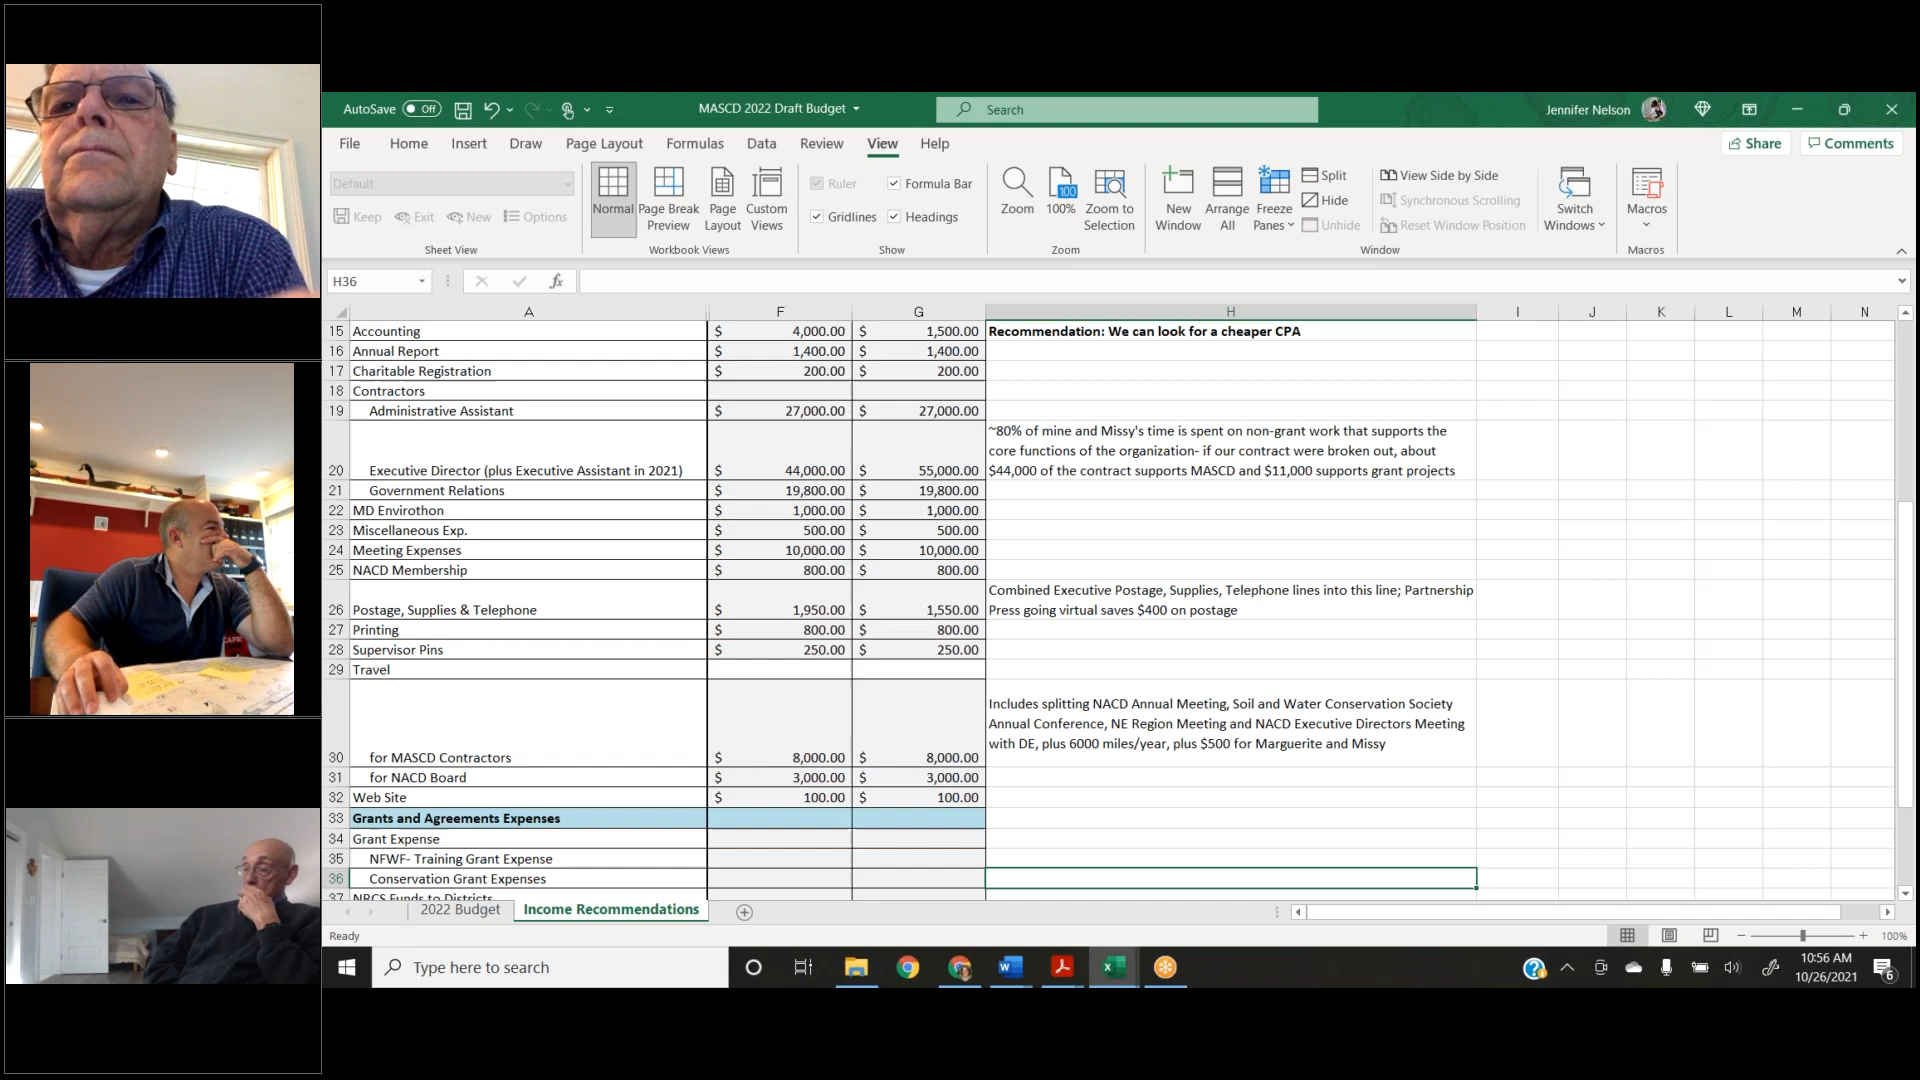 AutoSave Off
MASCD 2022 Draft Budget
Search
Jennifer Nelson
File Home Insert Draw Page Layout Formulas Data Review View Help
Share Comments
Default
Keep Exit New Options
Sheet View
Normal Page Break Preview Page Layout Custom Views
Workbook Views
Ruler Formula Bar
Gridlines Headings
Show
Zoom 100 100% Zoom to Selection
Zoom
New Window Arrange All Freeze Panes
Split
Hide
Unhide
View Side by Side
Synchronous Scrolling
Reset Window Position
Window
Switch Windows
Macros
Macros
H36 fx
A F G H I J K L M N
15 Accounting $ 4,000.00 $ 1,500.00 Recommendation: We can look for a cheaper CPA
16 Annual Report $ 1,400.00 $ 1,400.00
17 Charitable Registration $ 200.00 $ 200.00
18 Contractors
19 Administrative Assistant $ 27,000.00 $ 27,000.00
~80% of mine and Missy's time is spent on non-grant work that supports the
core functions of the organization- if our contract were broken out, about
20 Executive Director (plus Executive Assistant in 2021) $ 44,000.00 $ 55,000.00 $44,000 of the contract supports MASCD and $11,000 supports grant projects
21 Government Relations $ 19,800.00 $ 19,800.00
22 MD Envirothon $ 1,000.00 $ 1,000.00
23 Miscellaneous Exp. $ 500.00 $ 500.00
24 Meeting Expenses $ 10,000.00 $ 10,000.00
25 NACD Membership $ 800.00 $ 800.00
Combined Executive Postage, Supplies, Telephone lines into this line; Partnership
26 Postage, Supplies & Telephone $ 1,950.00 $ 1,550.00 Press going virtual saves $400 on postage
27 Printing $ 800.00 $ 800.00
28 Supervisor Pins $ 250.00 $ 250.00
29 Travel
Includes splitting NACD Annual Meeting, Soil and Water Conservation Society
Annual Conference, NE Region Meeting and NACD Executive Directors Meeting
with DE, plus 6000 miles/year, plus $500 for Marguerite and Missy
30 for MASCD Contractors $ 8,000.00 $ 8,000.00
31 for NACD Board $ 3,000.00 $ 3,000.00
32 Web Site $ 100.00 $ 100.00
33 Grants and Agreements Expenses
34 Grant Expense
35 NFWF- Training Grant Expense
36 Conservation Grant Expenses
37 NRCS Funds to Districts
2022 Budget Income Recommendations
Ready 100%
Type here to search
10:56 AM
10/26/2021
6